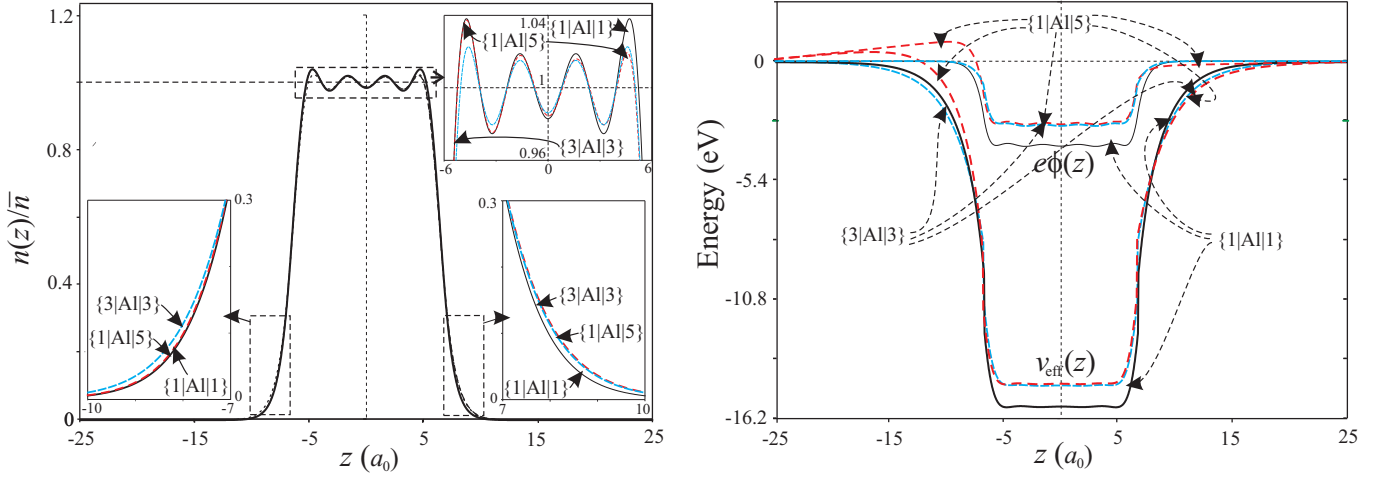 1.2
0.8
0.4
0
n(z)/n̅
-25
-15
-5
5
15
25
z (a₀)
1.04
1
0.96
-6
0
6
{1|Al|5}
{1|Al|1}
{3|Al|3}
0.3
0
-10
-7
{3|Al|3}
{1|Al|5}
{1|Al|1}
0.3
0
7
10
{3|Al|3}
{1|Al|5}
{1|Al|1}
0
-5.4
-10.8
-16.2
Energy (eV)
-25
-15
-5
5
15
25
z (a₀)
{1|Al|5}
eϕ(z)
{3|Al|3}
{1|Al|1}
v_eff(z)